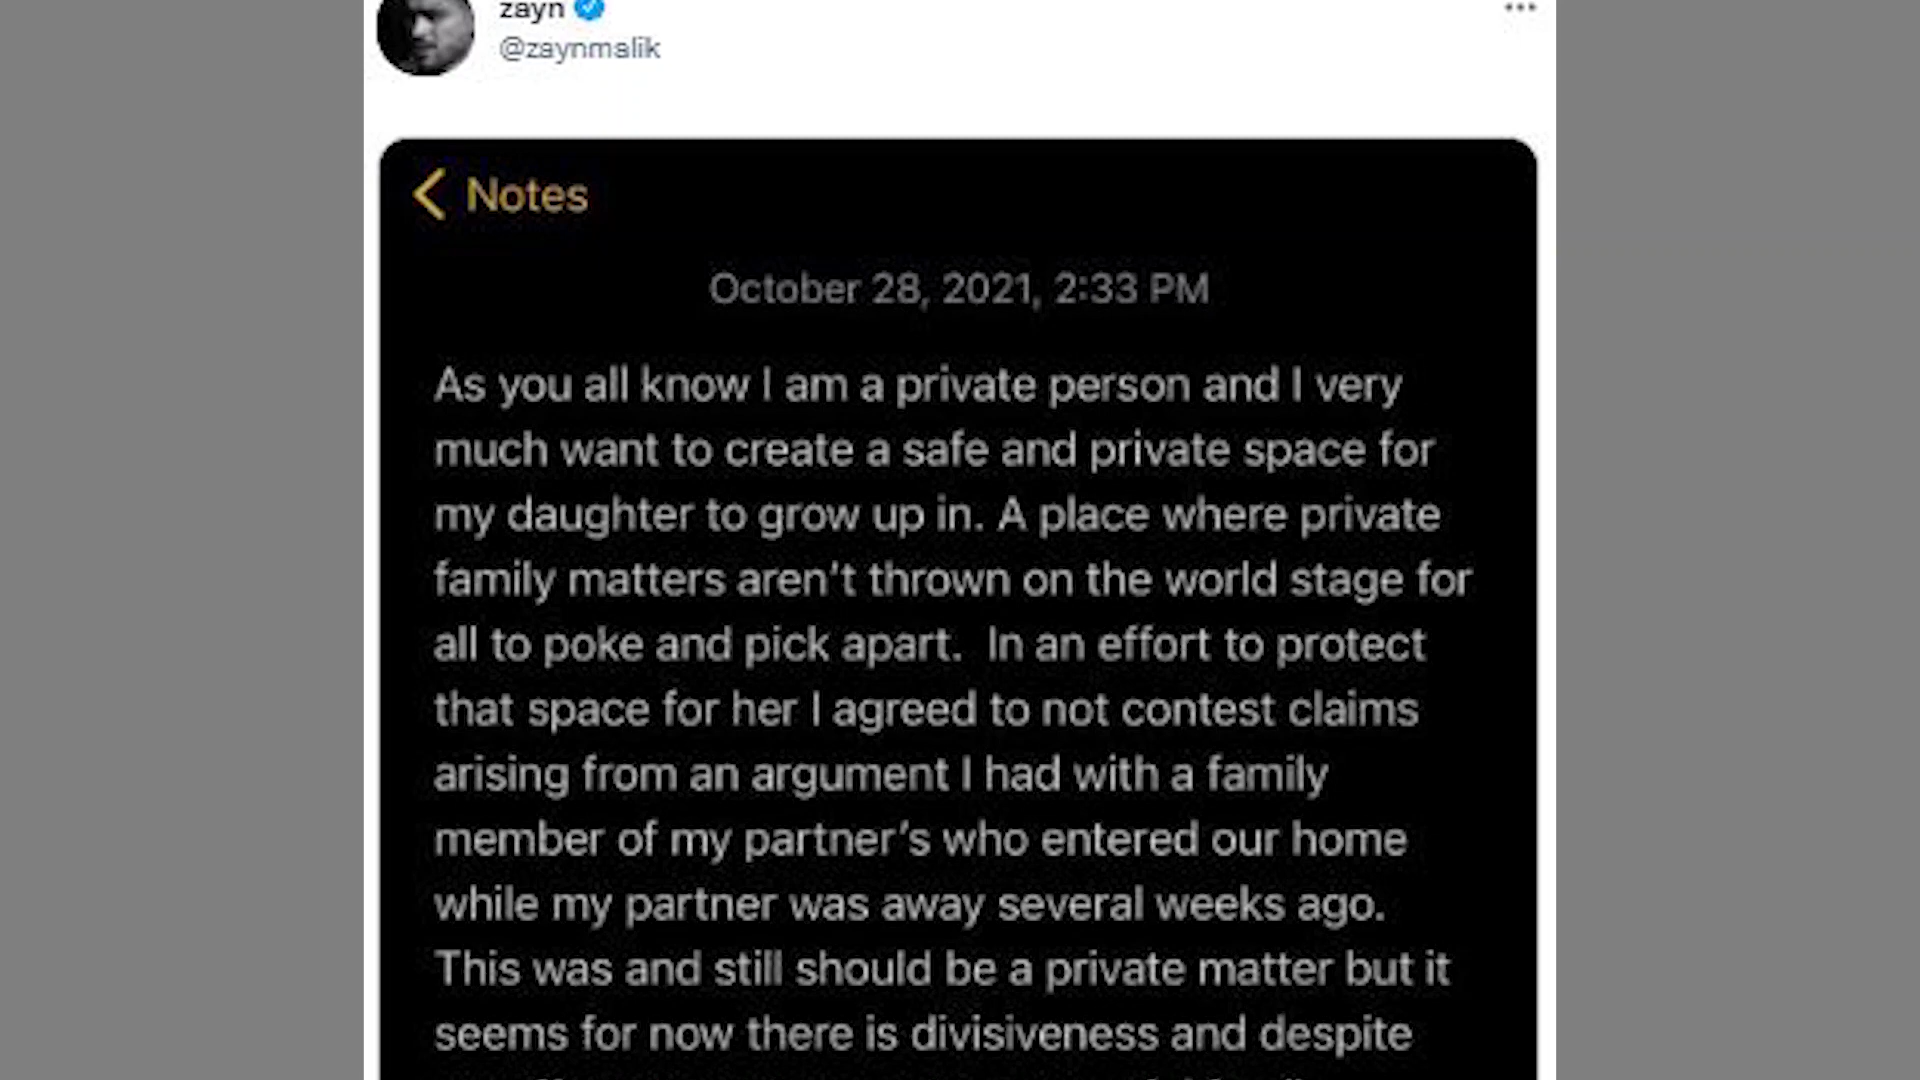 zayn
@zaynmalik
Notes
October 28, 2021, 2:33 PM
As you all know I am a private person and I very
much want to create a safe and private space for
my daughter to grow up in. A place where private
family matters aren’t thrown on the world stage for
all to poke and pick apart.  In an effort to protect
that space for her I agreed to not contest claims
arising from an argument I had with a family
member of my partner’s who entered our home
while my partner was away several weeks ago.
This was and still should be a private matter but it
seems for now there is divisiveness and despite